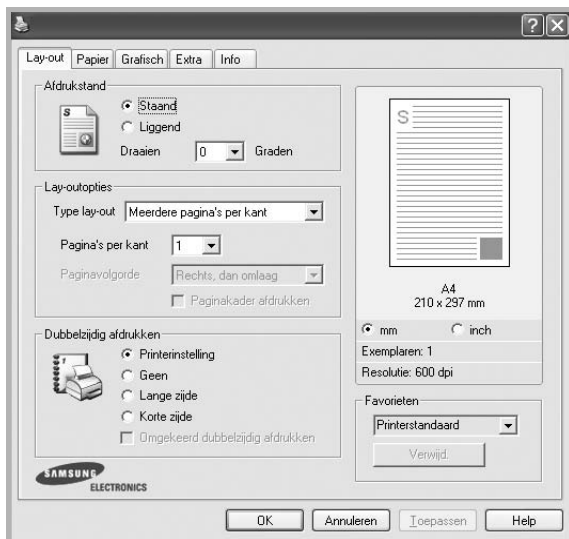 Lay-out Papier Grafisch Extra Info
Afdrukstand
S
Staand
Liggend
Draaien 0 Graden
Lay-outopties
Type lay-out Meerdere pagina's per kant
Pagina's per kant 1
Paginavolgorde Rechts, dan omlaag
Paginakader afdrukken
Dubbelzijdig afdrukken
Printerinstelling
Geen
Lange zijde
Korte zijde
Omgekeerd dubbelzijdig afdrukken
SAMSUNG
ELECTRONICS
S
A4
210 x 297 mm
mm inch
Exemplaren: 1
Resolutie: 600 dpi
Favorieten
Printerstandaard
Verwijd.
OK Annuleren Toepassen Help